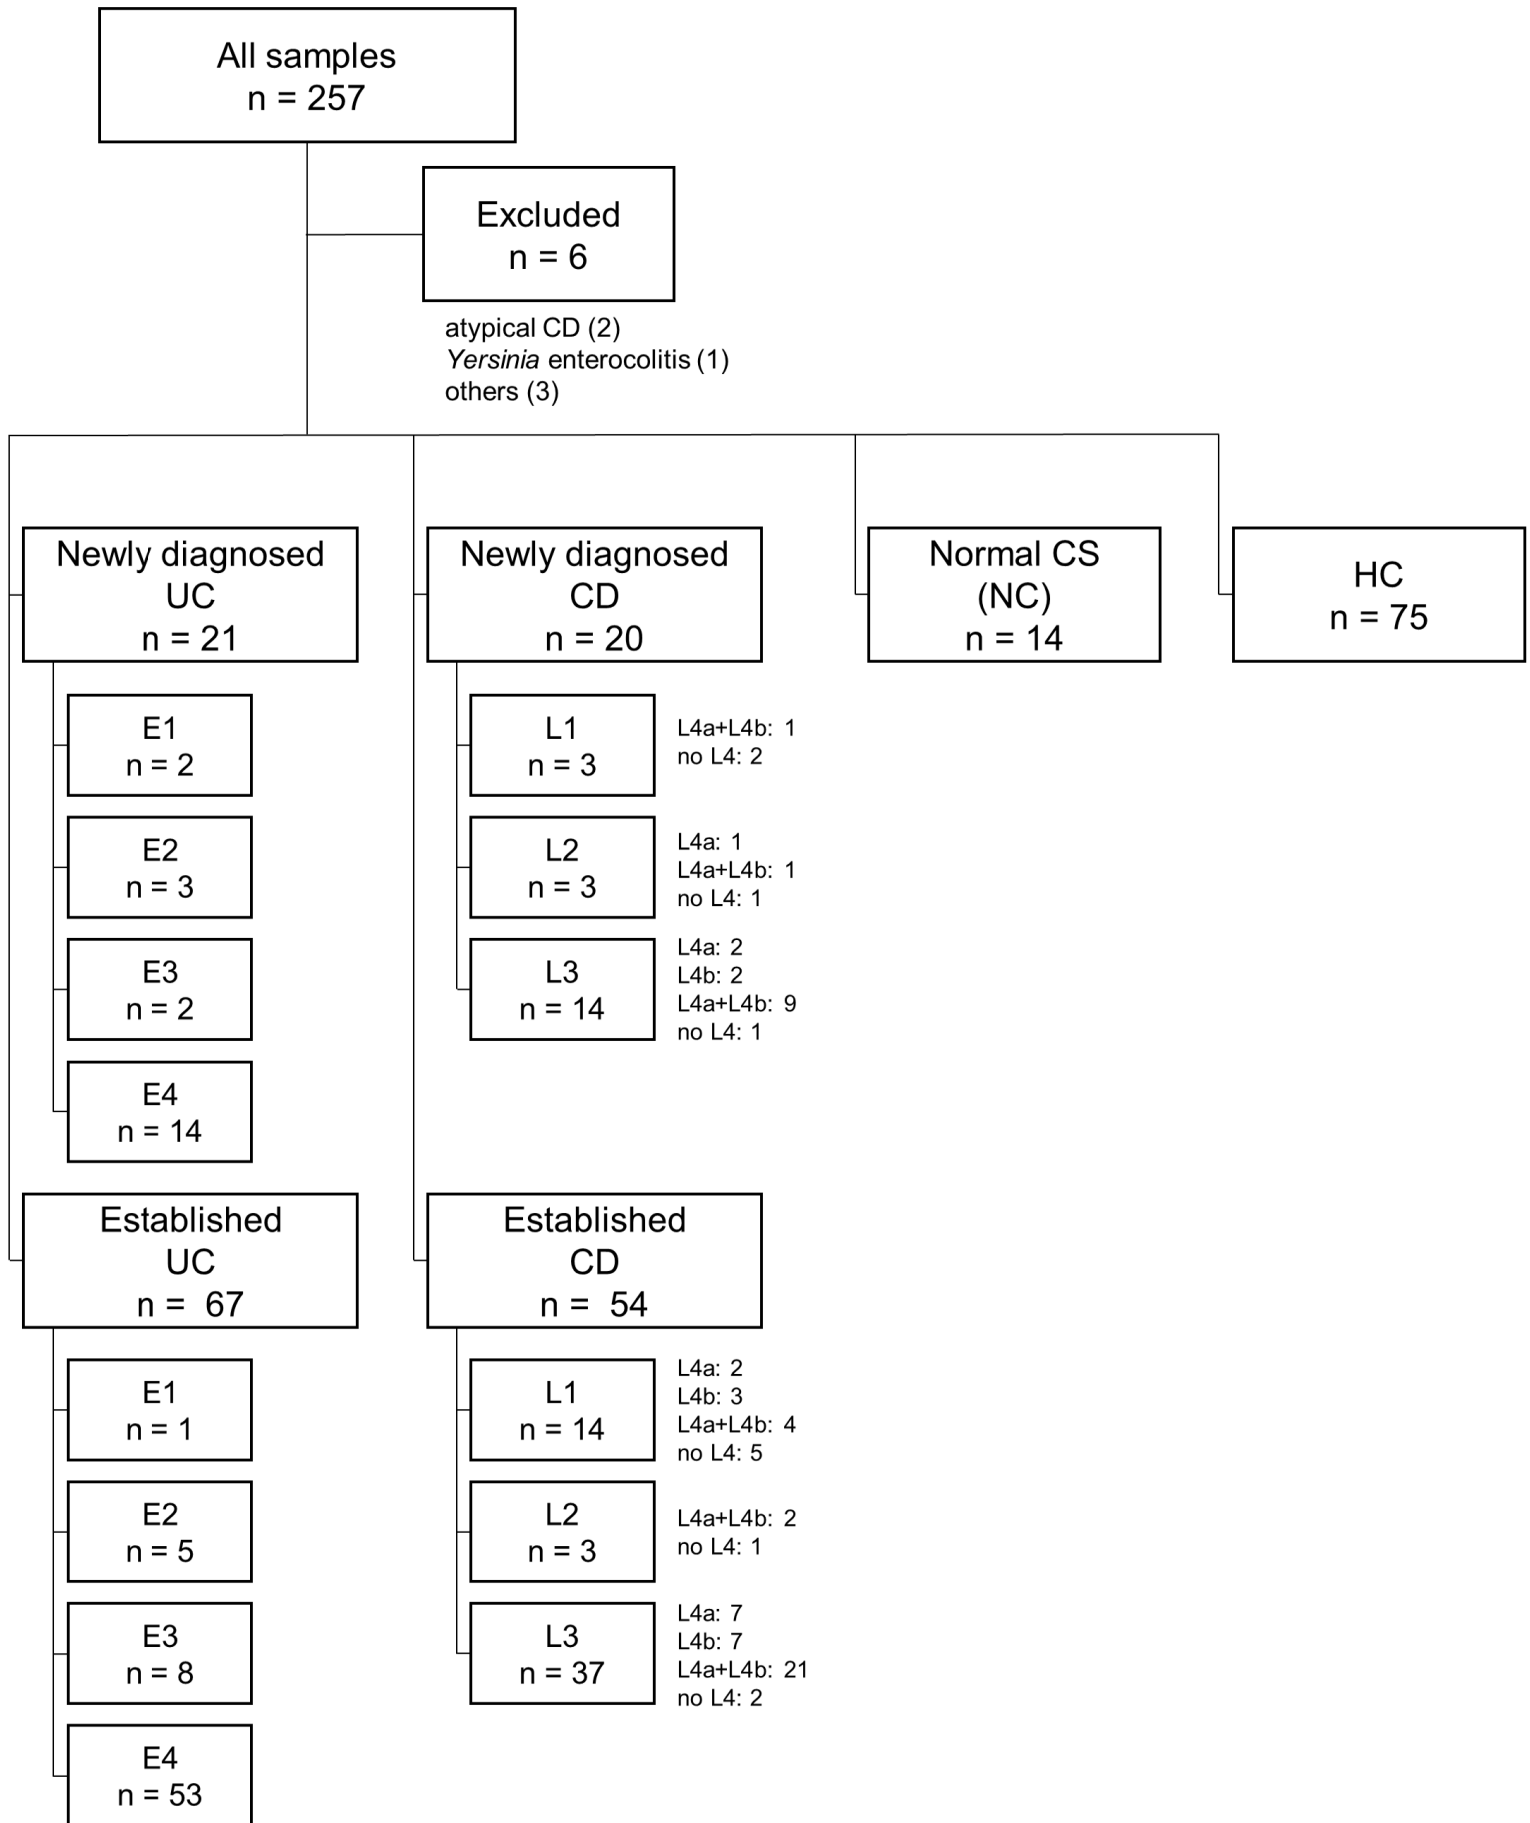 All samples
n = 257
Excluded
n = 6
atypical CD (2)
Yersinia enterocolitis (1)
others (3)
Newly diagnosed
UC
n = 21
Newly diagnosed
CD
n = 20
Normal CS
(NC)
n = 14
HC
n = 75
E1
n = 2
E2
n = 3
E3
n = 2
E4
n = 14
L1
n = 3
L4a+L4b: 1
no L4: 2
L2
n = 3
L4a: 1
L4a+L4b: 1
no L4: 1
L3
n = 14
L4a: 2
L4b: 2
L4a+L4b: 9
no L4: 1
Established
UC
n = 67
Established
CD
n = 54
E1
n = 1
E2
n = 5
E3
n = 8
E4
n = 53
L1
n = 14
L4a: 2
L4b: 3
L4a+L4b: 4
no L4: 5
L2
n = 3
L4a+L4b: 2
no L4: 1
L3
n = 37
L4a: 7
L4b: 7
L4a+L4b: 21
no L4: 2